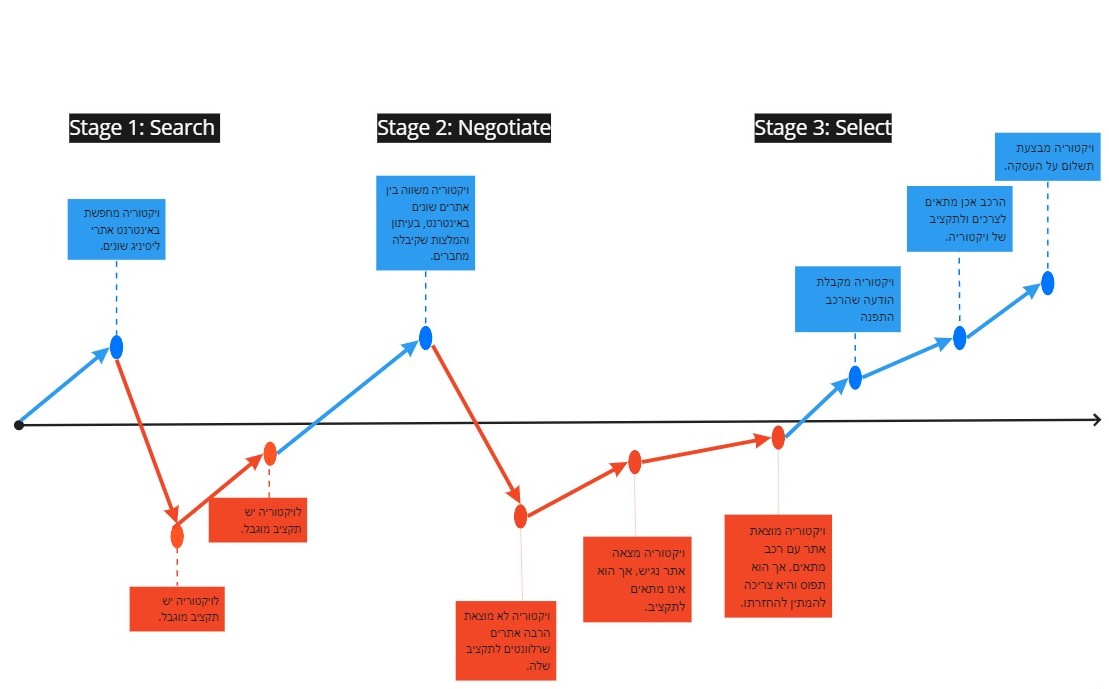 Stage 1: Search
Stage 2: Negotiate
Stage 3: Select
ויקטוריה מחפשת
באינטרנט אתרי
ליסיניג שונים.
לויקטוריה יש
תקציב מוגבל.
לויקטוריה יש
תקציב מוגבל.
ויקטוריה משווה בין
אתרים שונים
באינטרנט, בעיתון
והמלצות שקיבלה
מחברים.
ויקטוריה לא מוצאת
הרבה אתרים
שרלוונטים לתקציב
שלה.
ויקטוריה מצאה
אתר נגיש, אך הוא
אינו מתאים
לתקציב.
ויקטוריה מוצאת
אתר עם רכב
מתאים, אך הוא
תפוס והיא צריכה
להמתין להחזרתו.
ויקטוריה מקבלת
הודעה שהרכב
התפנה
הרכב אכן מתאים
לצרכים ולתקציב
של ויקטוריה.
ויקטוריה מבצעת
תשלום על העסקה.